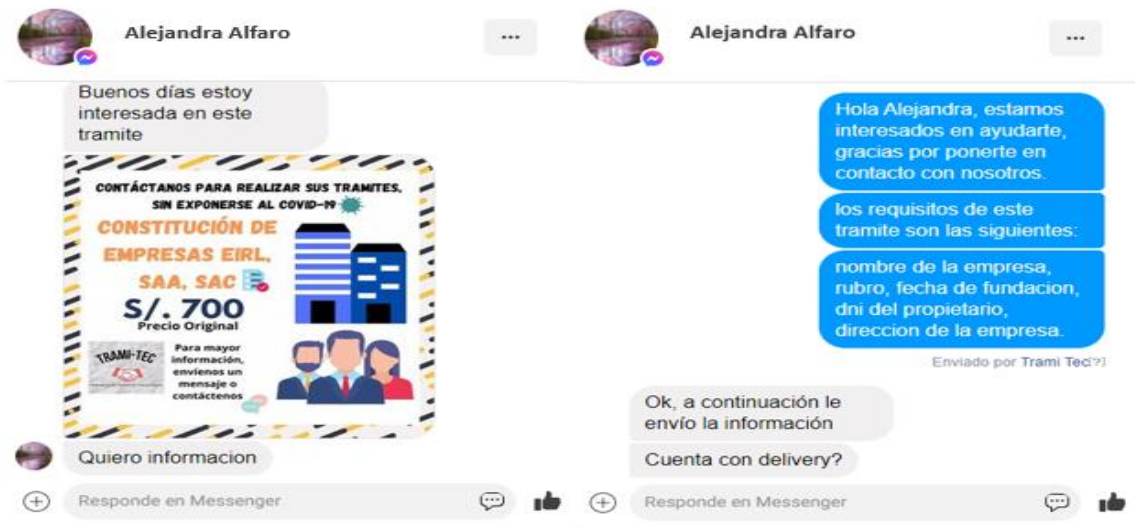 Alejandra Alfaro
Buenos días estoy
interesada en este
tramite
CONTÁCTANOS PARA REALIZAR SUS TRAMITES,
SIN EXPONERSE AL COVID-19
CONSTITUCIÓN DE
EMPRESAS EIRL,
SAA, SAC
S/. 700
Precio Original
TRAMI-TEC
Para mayor
información,
envíenos un
mensaje o
contáctenos
Quiero informacion
Responde en Messenger
Alejandra Alfaro
Hola Alejandra, estamos
interesados en ayudarte,
gracias por ponerte en
contacto con nosotros.
los requisitos de este
tramite son las siguientes:
nombre de la empresa,
rubro, fecha de fundacion,
dni del propietario,
direccion de la empresa.
Enviado por Trami Tec[?]
Ok, a continuación le
envío la información
Cuenta con delivery?
Responde en Messenger